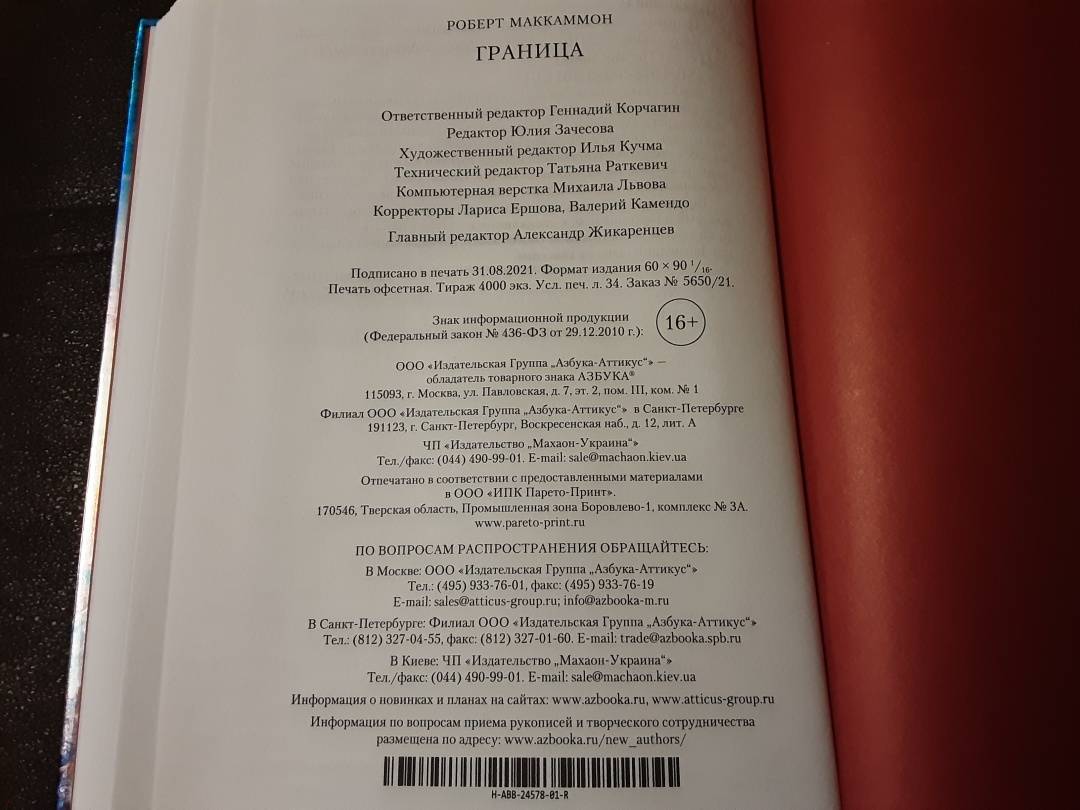 РОБЕРТ МАККАММОН
ГРАНИЦА
Ответственный редактор Геннадий Корчагин
Редактор Юлия Зачесова
Художественный редактор Илья Кучма
Технический редактор Татьяна Раткевич
Компьютерная верстка Михаила Львова
Корректоры Лариса Ершова, Валерий Камендо
Главный редактор Александр Жикаренцев
Подписано в печать 31.08.2021. Формат издания 60 × 90 1/16.
Печать офсетная. Тираж 4000 экз. Усл. печ. л. 34. Заказ № 5650/21.
Знак информационной продукции
(Федеральный закон № 436-ФЗ от 29.12.2010 г.): 16+
ООО «Издательская Группа „Азбука-Аттикус“» —
обладатель товарного знака АЗБУКА®
115093, г. Москва, ул. Павловская, д. 7, эт. 2, пом. III, ком. № 1
Филиал ООО «Издательская Группа „Азбука-Аттикус“» в Санкт-Петербурге
191123, г. Санкт-Петербург, Воскресенская наб., д. 12, лит. А
ЧП «Издательство „Махаон-Украина“»
Тел./факс: (044) 490-99-01. E-mail: sale@machaon.kiev.ua
Отпечатано в соответствии с предоставленными материалами
в ООО «ИПК Парето-Принт».
170546, Тверская область, Промышленная зона Боровлево-1, комплекс № 3А.
www.pareto-print.ru
ПО ВОПРОСАМ РАСПРОСТРАНЕНИЯ ОБРАЩАЙТЕСЬ:
В Москве: ООО «Издательская Группа „Азбука-Аттикус“»
Тел.: (495) 933-76-01, факс: (495) 933-76-19
E-mail: sales@atticus-group.ru; info@azbooka-m.ru
В Санкт-Петербурге: Филиал ООО «Издательская Группа „Азбука-Аттикус“»
Тел.: (812) 327-04-55, факс: (812) 327-01-60. E-mail: trade@azbooka.spb.ru
В Киеве: ЧП «Издательство „Махаон-Украина“»
Тел./факс: (044) 490-99-01. E-mail: sale@machaon.kiev.ua
Информация о новинках и планах на сайтах: www.azbooka.ru, www.atticus-group.ru
Информация по вопросам приема рукописей и творческого сотрудничества
размещена по адресу: www.azbooka.ru/new_authors/
H-ABB-24578-01-R